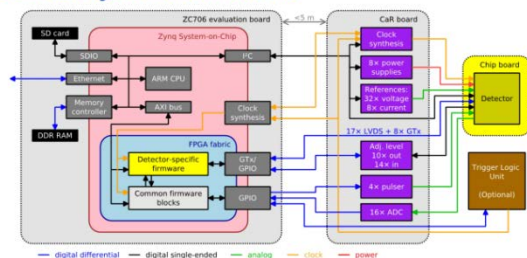 ZC706 evaluation board
<5 m
CaR board
SD card
Zynq System-on-Chip
SDIO
I²C
Clock
synthesis
Ethernet
ARM CPU
8× power
supplies
Chip board
Memory
controller
AXI bus
References:
32× voltage
8× current
Detector
Clock
synthesis
DDR RAM
17× LVDS + 8× GTx
FPGA fabric
Detector-specific
firmware
GTx/
GPIO
Adj. level
10× out
14× in
Trigger Logic
Unit
(Optional)
Common firmware
blocks
GPIO
4× pulser
16× ADC
digital differential
digital single-ended
analog
clock
power